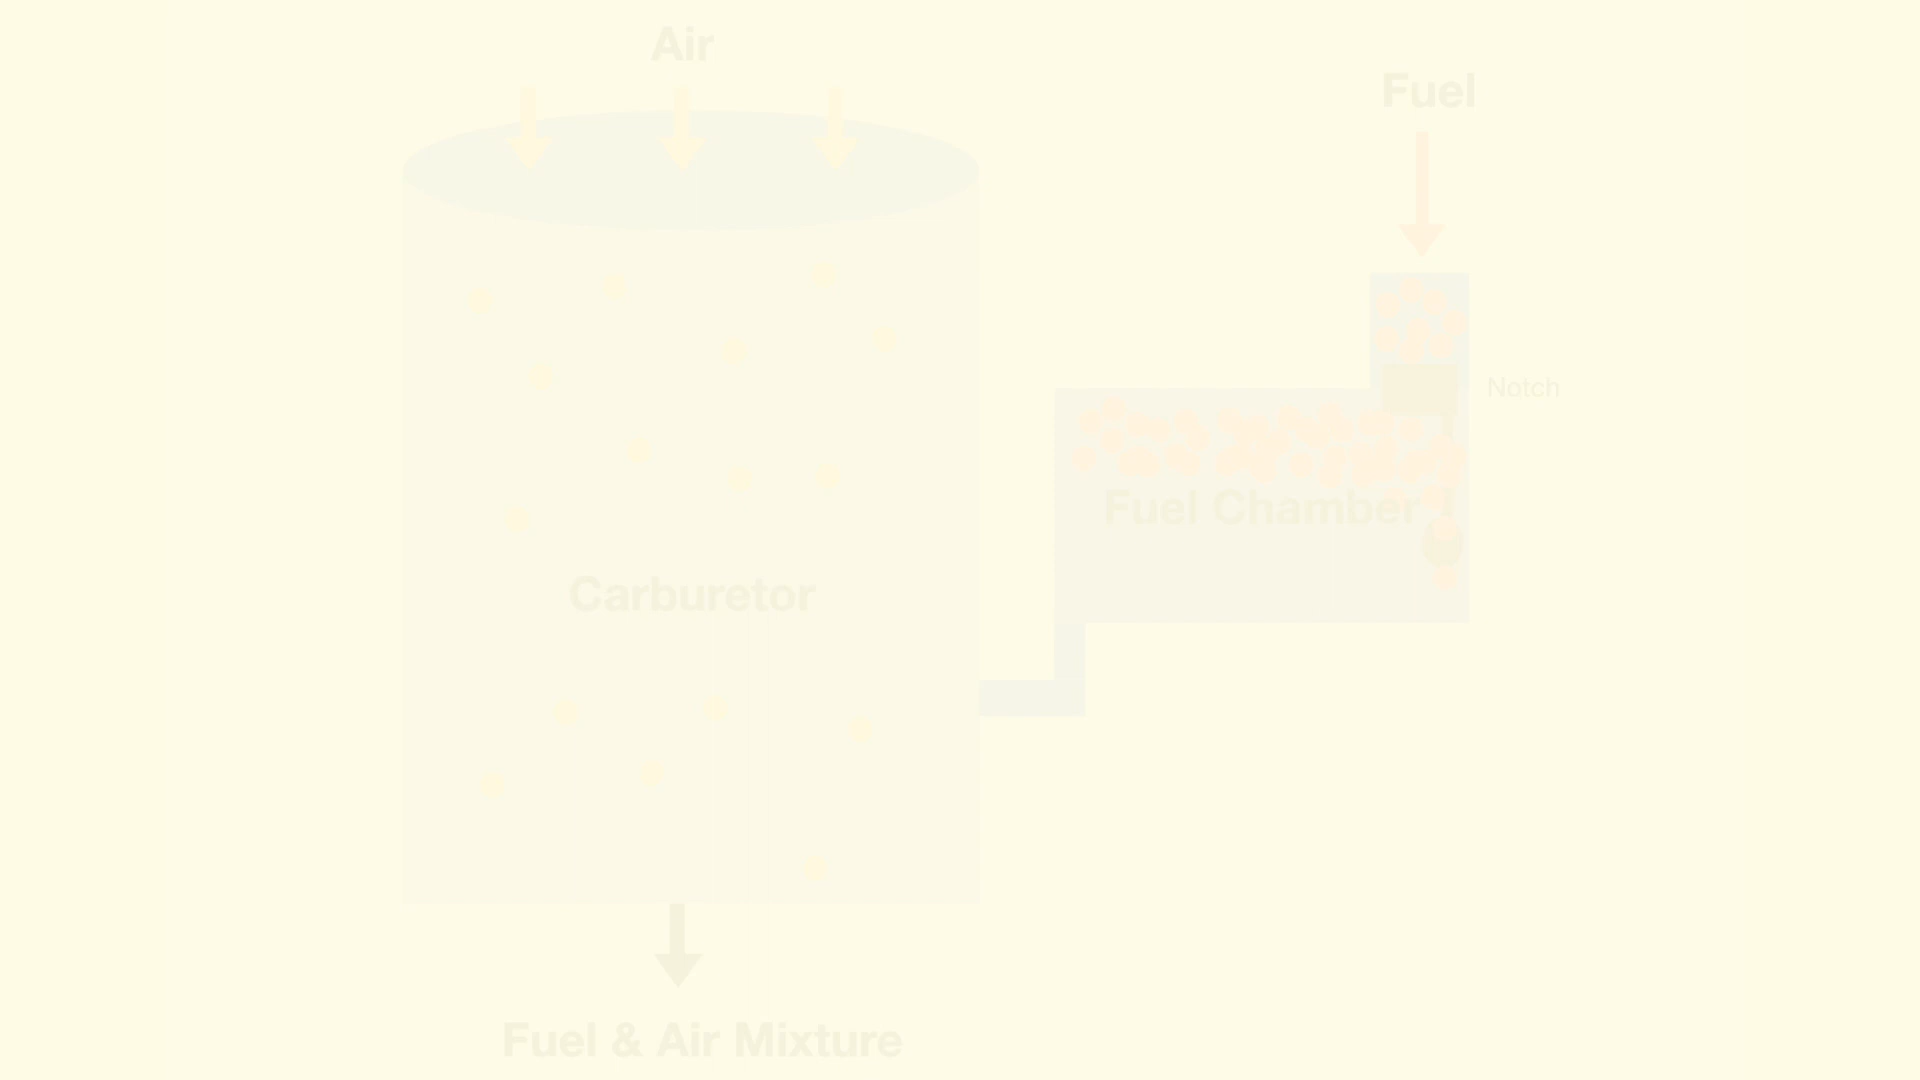 Air
Fuel
Notch
Fuel Chamber
Carburetor
Fuel & Air Mixture